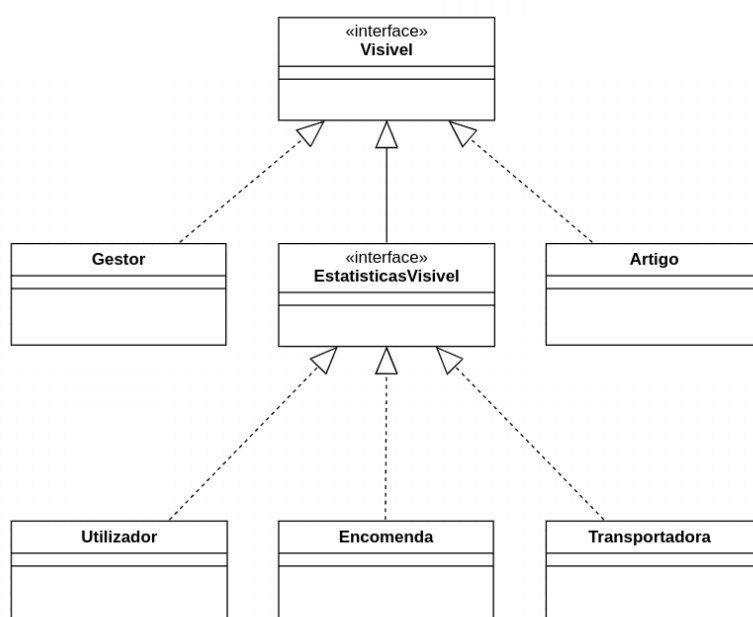 «interface»
Visivel
Gestor
«interface»
EstatisticasVisivel
Artigo
Utilizador
Encomenda
Transportadora